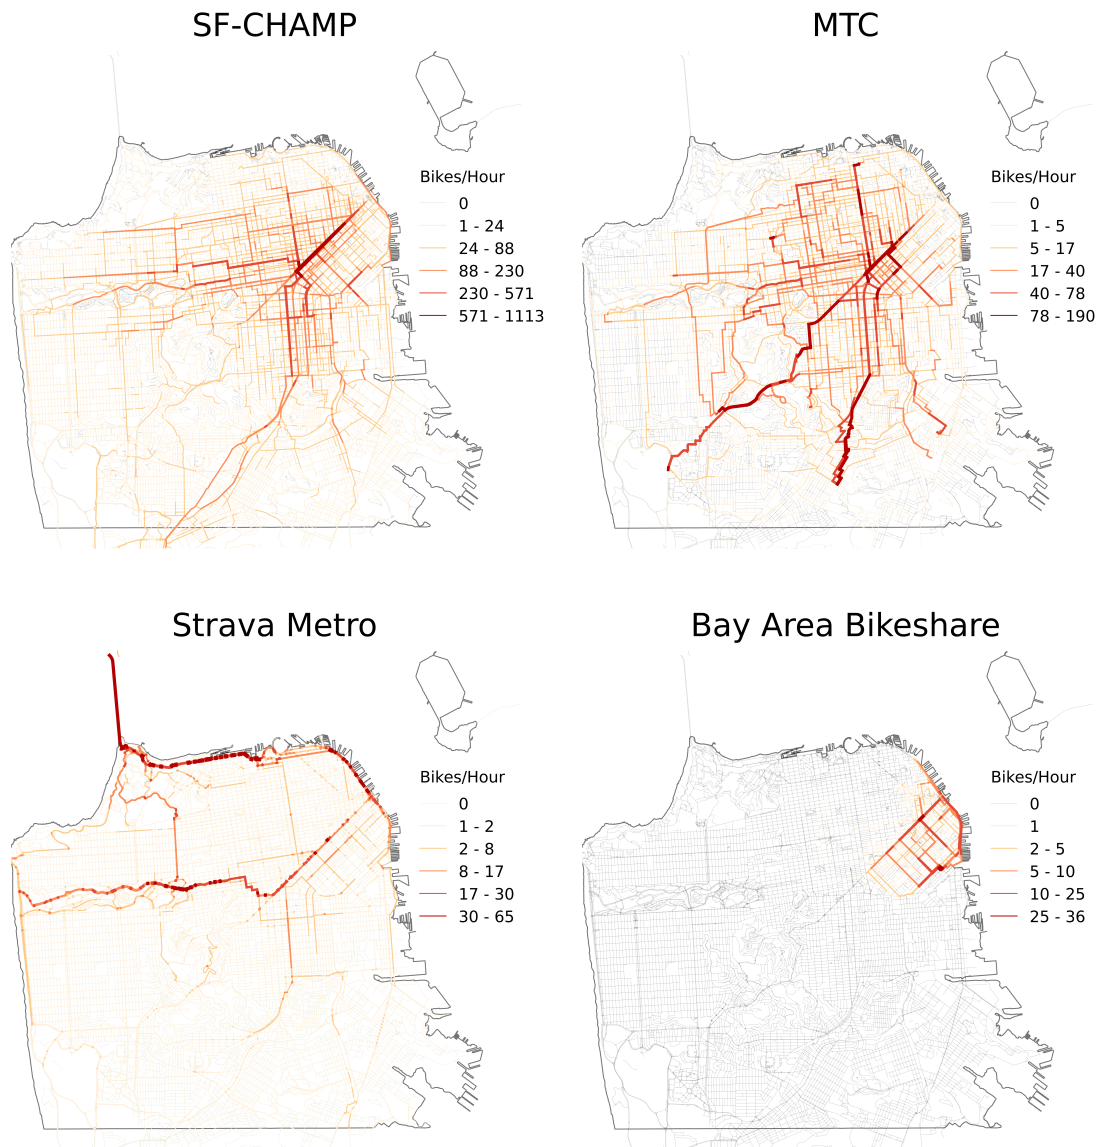 SF-CHAMP
Bikes/Hour
0
1 - 24
24 - 88
88 - 230
230 - 571
571 - 1113
MTC
Bikes/Hour
0
1 - 5
5 - 17
17 - 40
40 - 78
78 - 190
Strava Metro
Bikes/Hour
0
1 - 2
2 - 8
8 - 17
17 - 30
30 - 65
Bay Area Bikeshare
Bikes/Hour
0
1
2 - 5
5 - 10
10 - 25
25 - 36